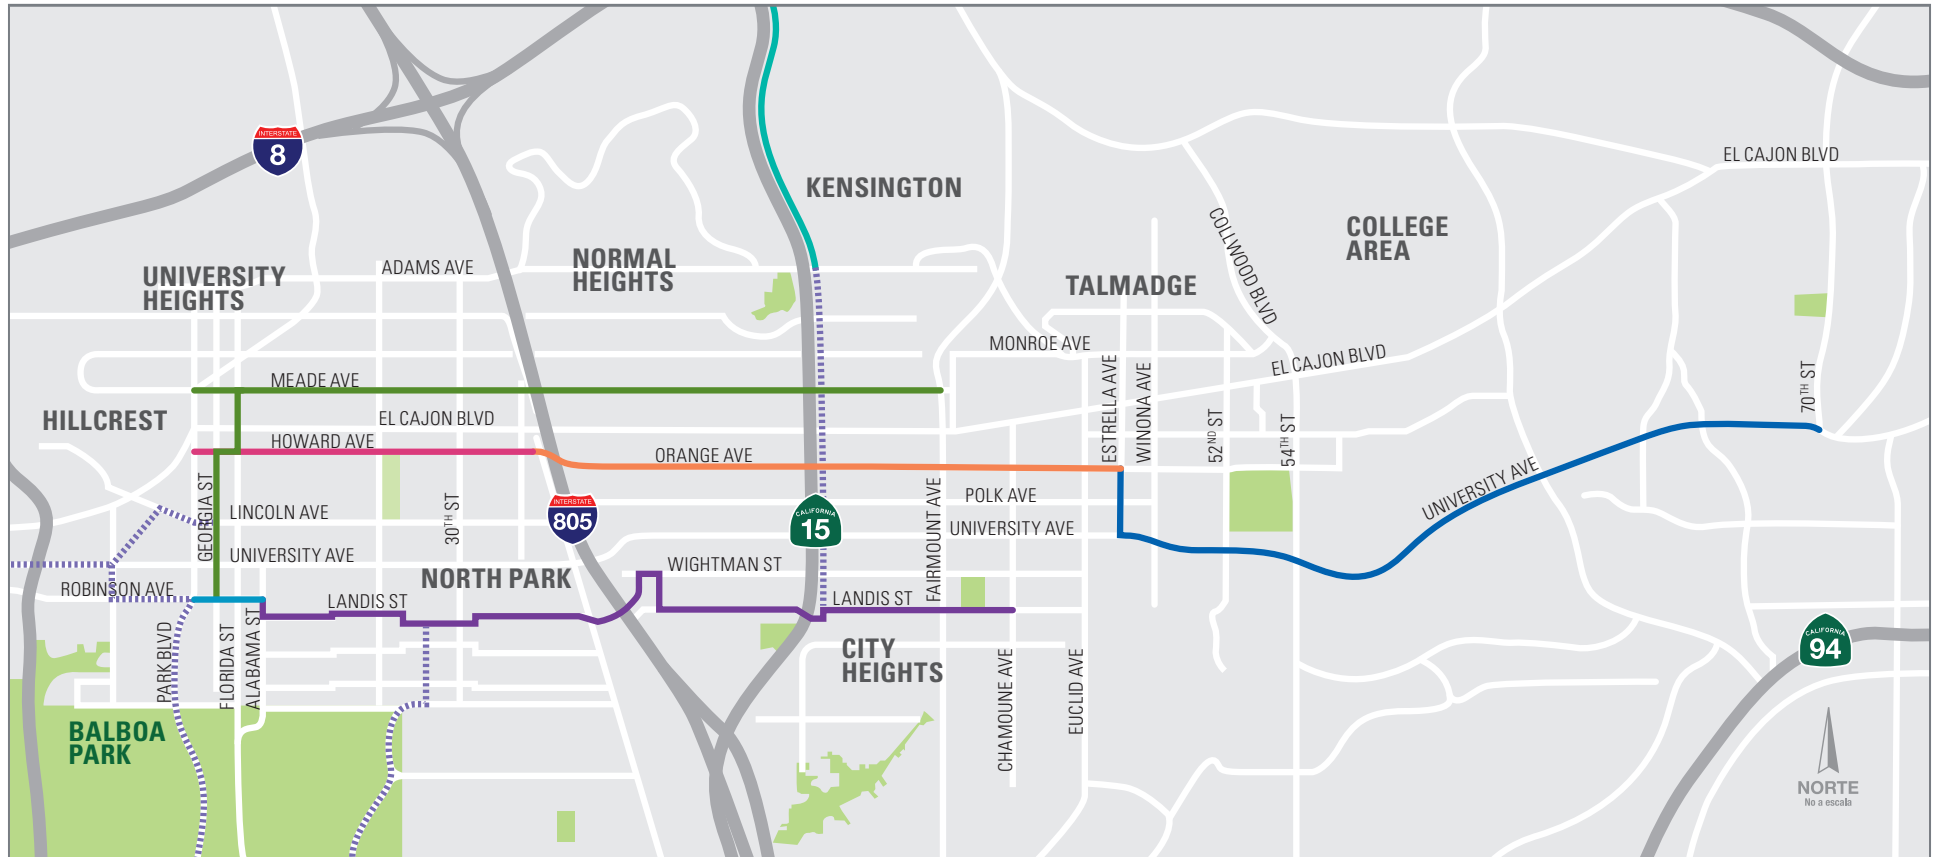 INTERSTATE
8
EL CAJON BLVD
KENSINGTON
COLLWOOD BLVD
COLLEGE
AREA
ADAMS AVE
NORMAL
HEIGHTS
UNIVERSITY
HEIGHTS
TALMADGE
MONROE AVE
EL CAJON BLVD
MEADE AVE
ESTRELLA AVE
WINONA AVE
70TH ST
HILLCREST
EL CAJON BLVD
52ND ST
54TH ST
HOWARD AVE
ORANGE AVE
UNIVERSITY AVE
GEORGIA ST
30TH ST
FAIRMOUNT AVE
POLK AVE
INTERSTATE
805
CALIFORNIA
15
LINCOLN AVE
UNIVERSITY AVE
UNIVERSITY AVE
WIGHTMAN ST
NORTH PARK
ROBINSON AVE
LANDIS ST
LANDIS ST
PARK BLVD
FLORIDA ST
ALABAMA ST
CITY
HEIGHTS
CHAMOUNE AVE
EUCLID AVE
CALIFORNIA
94
BALBOA
PARK
NORTE
No a escala